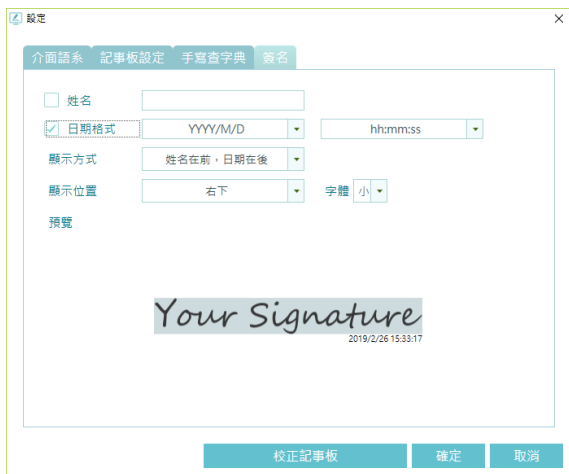 設定
介面語系 記事板設定 手寫查字典 簽名
姓名
日期格式 YYYY/M/D hh:mm:ss
顯示方式 姓名在前，日期在後
顯示位置 右下 字體 小
預覽
Your Signature
2019/2/26 15:33:17
校正記事板 確定 取消